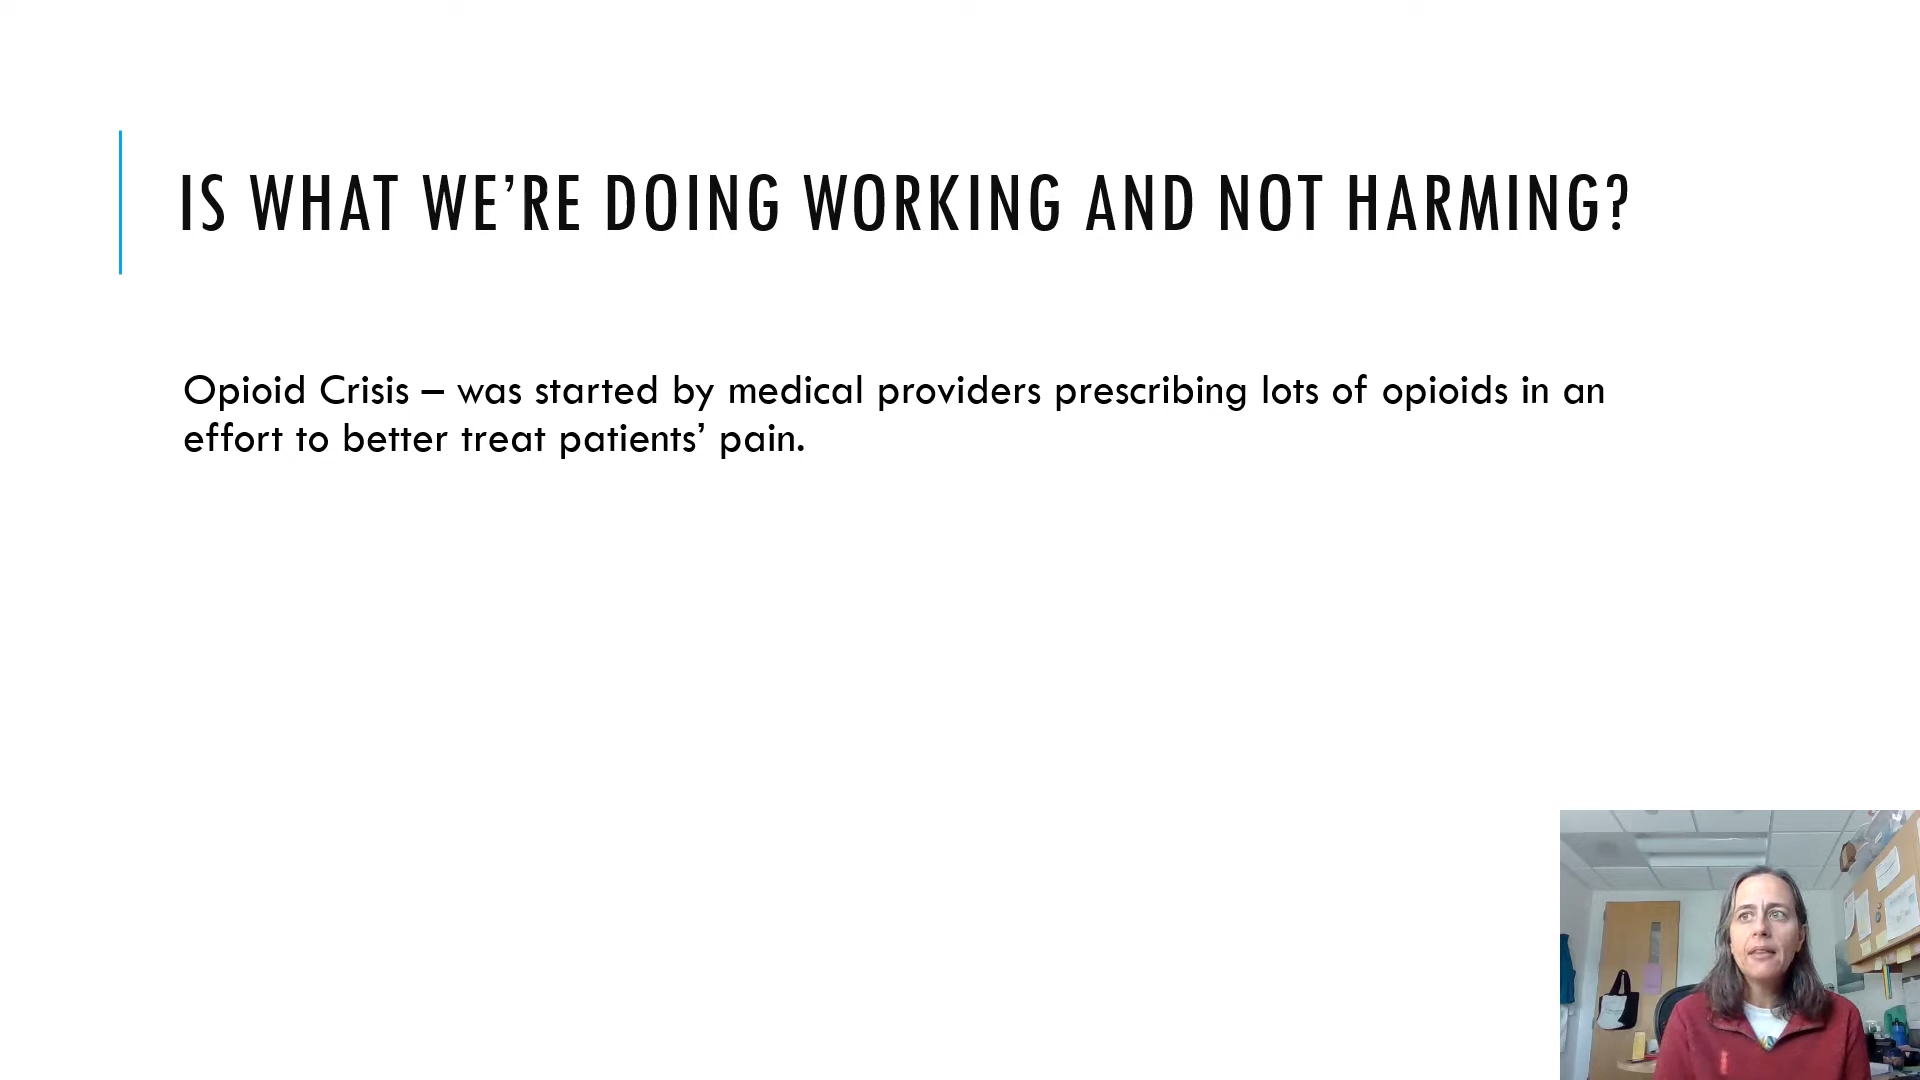 IS WHAT WE’RE DOING WORKING AND NOT HARMING?
Opioid Crisis – was started by medical providers prescribing lots of opioids in an
effort to better treat patients’ pain.